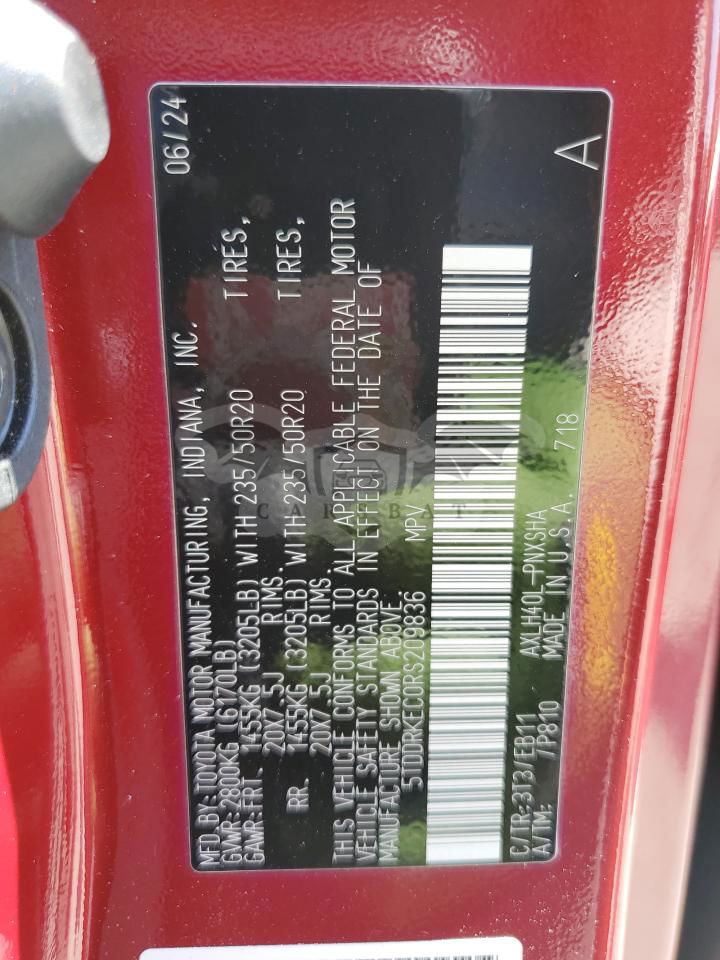 MFD.BY:TOYOTA MOTOR MANUFACTURING, INDIANA, INC. 06/24
GVWR:2800KG (6170LB)
GAWR:FRT. 1455KG (3205LB) WITH 235/50R20 TIRES,
20X7.5J RIMS.
RR. 1455KG (3205LB) WITH 235/50R20 TIRES,
20X7.5J RIMS.
THIS VEHICLE CONFORMS TO ALL APPLICABLE FEDERAL MOTOR
VEHICLE SAFETY STANDARDS IN EFFECT ON THE DATE OF
MANUFACTURE SHOWN ABOVE.
5TDDRKEC0RS209836 MPV
C/TR:3T3/EB11 AXLH40L-PWXSHA
A/TM: /P810 MADE IN U.S.A. 718 A
CARSBAT